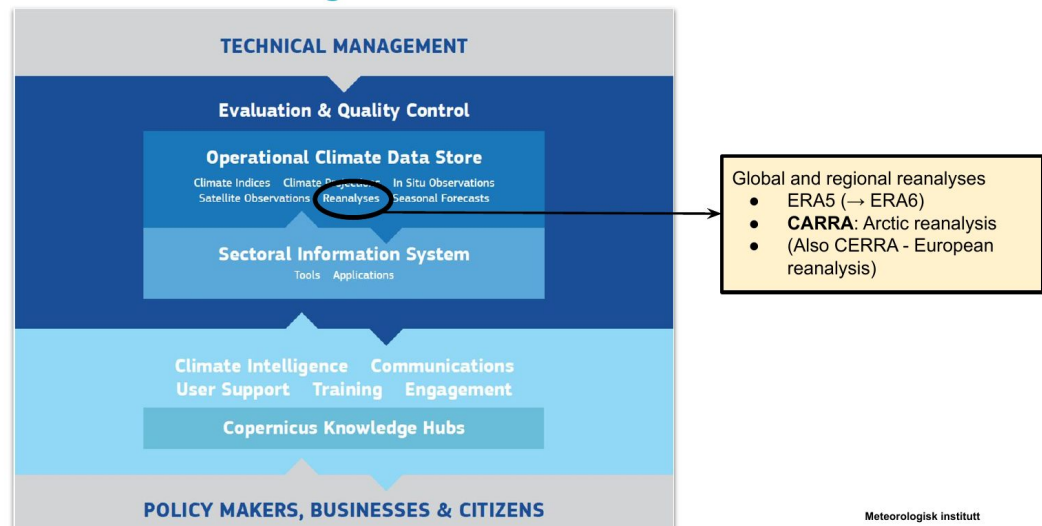 TECHNICAL MANAGEMENT
Evaluation & Quality Control
Operational Climate Data Store
Climate Indices Climate Projections In Situ Observations
Satellite Observations Reanalyses Seasonal Forecasts
Sectoral Information System
Tools Applications
Climate Intelligence Communications
User Support Training Engagement
Copernicus Knowledge Hubs
POLICY MAKERS, BUSINESSES & CITIZENS
Global and regional reanalyses
● ERA5 (→ ERA6)
● CARRA: Arctic reanalysis
● (Also CERRA - European
reanalysis)
Meteorologisk institutt